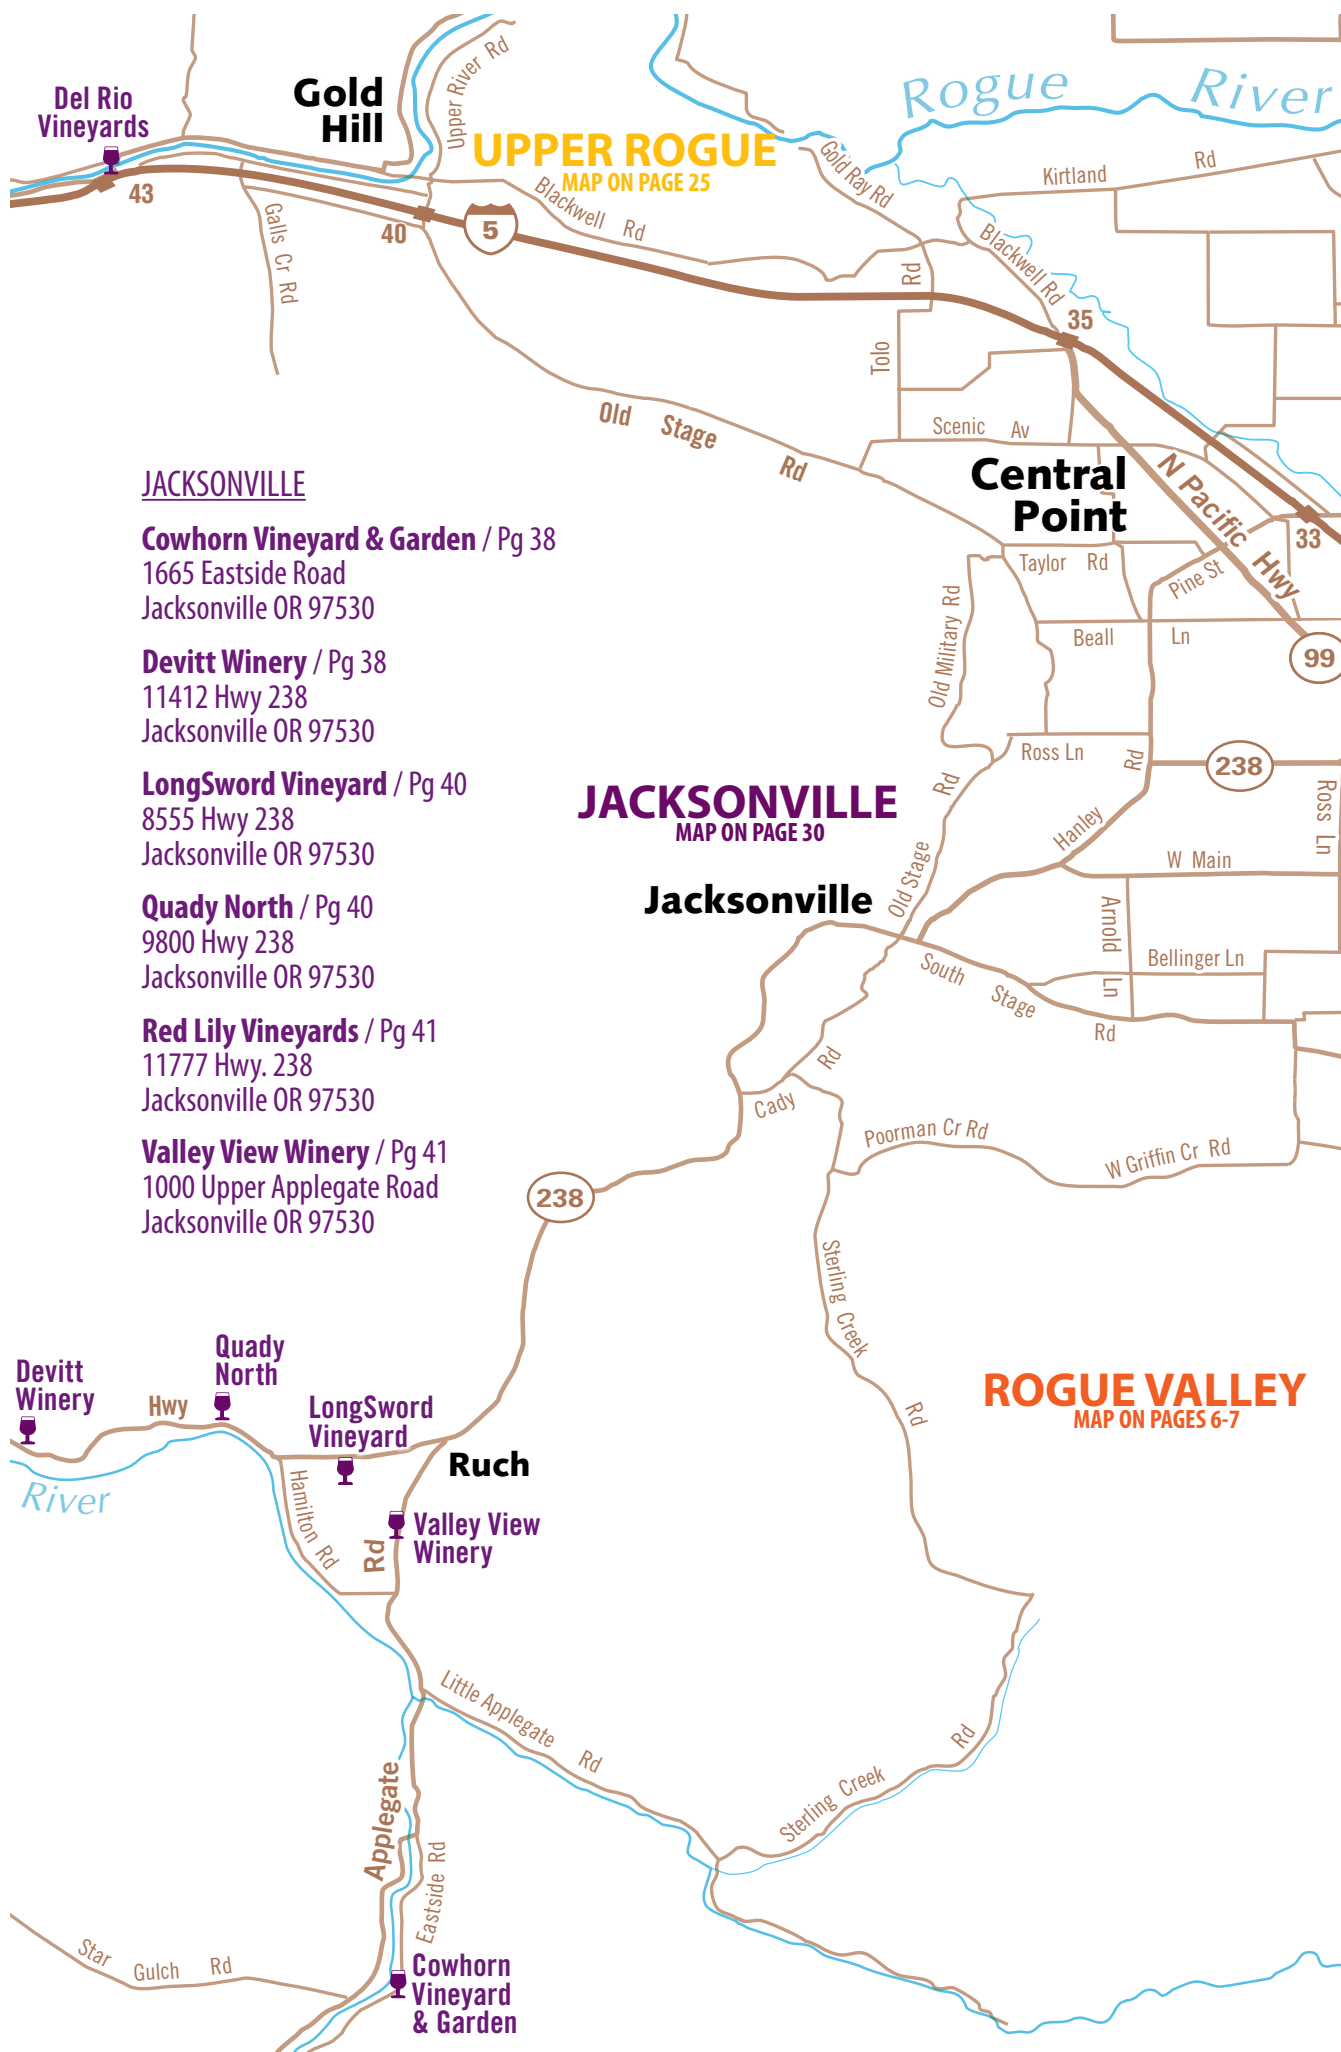 Rogue River
Del Rio
Vineyards
Gold
Hill
Upper River Rd
UPPER ROGUE
MAP ON PAGE 25
Gold Ray Rd
Kirtland Rd
43
40
5
Galls Cr Rd
Blackwell Rd
Blackwell Rd
Tolo Rd
35
Old Stage Rd
Scenic Av
Central
Point
N Pacific Hwy
33
Taylor Rd
Pine St
Old Military Rd
Beall Ln
99
Ross Ln
238
Ross Ln
Hanley Rd
W Main
JACKSONVILLE
Cowhorn Vineyard & Garden / Pg 38
1665 Eastside Road
Jacksonville OR 97530
Devitt Winery / Pg 38
11412 Hwy 238
Jacksonville OR 97530
LongSword Vineyard / Pg 40
8555 Hwy 238
Jacksonville OR 97530
Quady North / Pg 40
9800 Hwy 238
Jacksonville OR 97530
Red Lily Vineyards / Pg 41
11777 Hwy. 238
Jacksonville OR 97530
Valley View Winery / Pg 41
1000 Upper Applegate Road
Jacksonville OR 97530
JACKSONVILLE
MAP ON PAGE 30
Jacksonville
Old Stage Rd
Arnold Ln
Bellinger Ln
South Stage Rd
Cady Rd
Poorman Cr Rd
W Griffin Cr Rd
238
Sterling Creek Rd
ROGUE VALLEY
MAP ON PAGES 6-7
Devitt
Winery
Hwy
Quady
North
LongSword
Vineyard
Ruch
River
Hamilton Rd
Valley View
Winery
Applegate Rd
Little Applegate Rd
Sterling Creek Rd
Eastside Rd
Star Gulch Rd
Cowhorn
Vineyard
& Garden